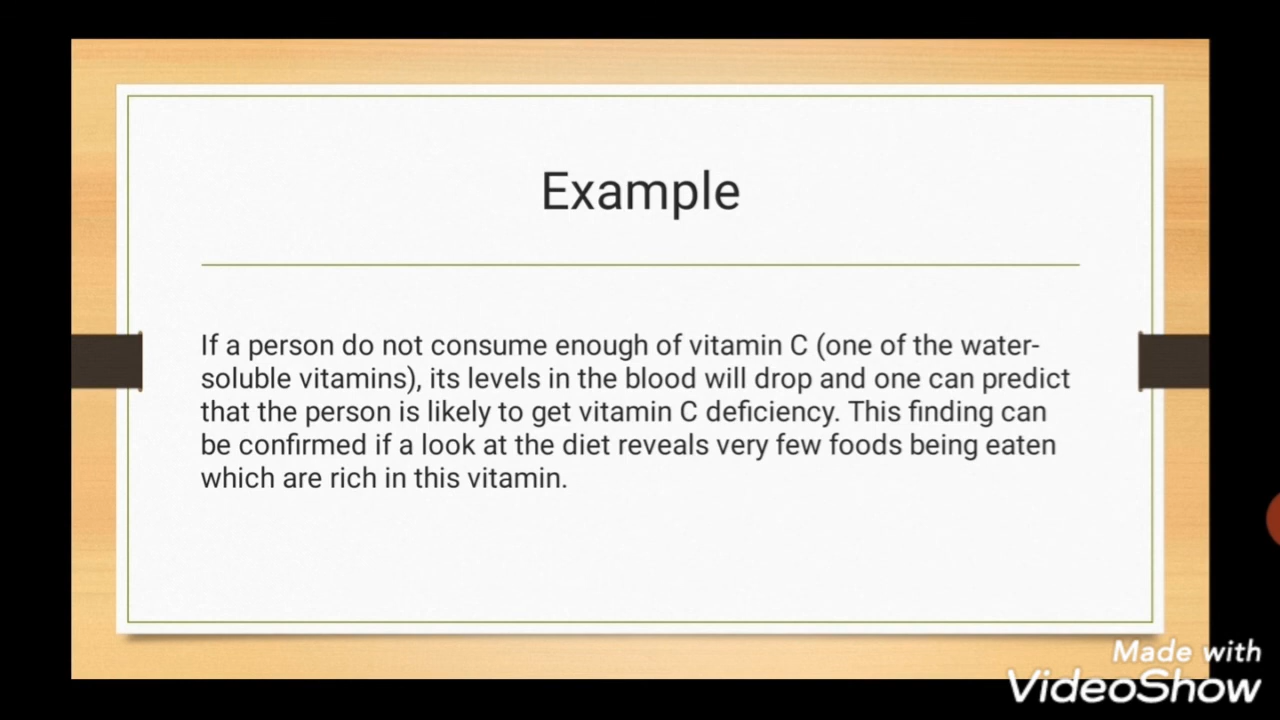 Example
If a person do not consume enough of vitamin C (one of the water-
soluble vitamins), its levels in the blood will drop and one can predict
that the person is likely to get vitamin C deficiency. This finding can
be confirmed if a look at the diet reveals very few foods being eaten
which are rich in this vitamin.
Made with
VideoShow